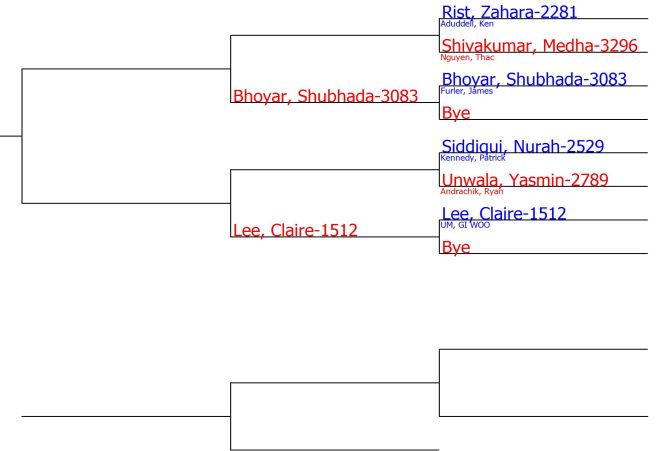 Rist, Zahara-2281
Aduddell, Ken
Shivakumar, Medha-3296
Nguyen, Thac
Bhoyar, Shubhada-3083
Furler, James
Bhoyar, Shubhada-3083
Bye
Siddiqui, Nurah-2529
Kennedy, Patrick
Unwala, Yasmin-2789
Andrachik, Ryan
Lee, Claire-1512
UM, GI WOO
Lee, Claire-1512
Bye